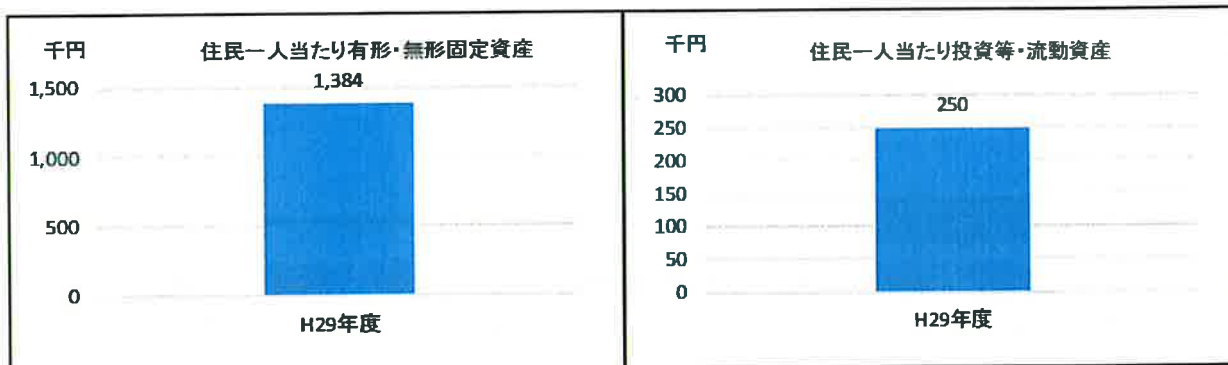 千円
住民一人当たり有形・無形固定資産
1,384
1,500
1,000
500
0
H29年度
千円
住民一人当たり投資等・流動資産
250
300
250
200
150
100
50
0
H29年度